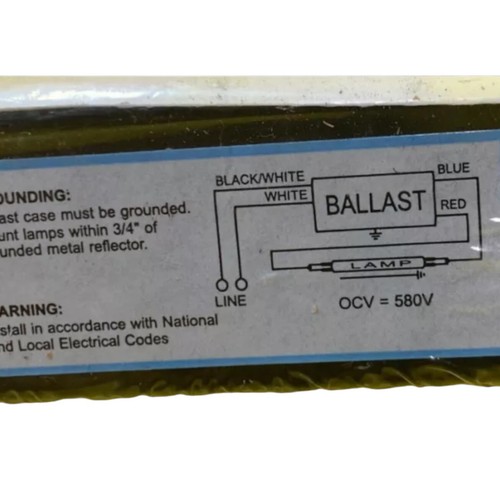 OUNDING:
ast case must be grounded.
unt lamps within 3/4" of
unded metal reflector.
ARNING:
stall in accordance with National
nd Local Electrical Codes
BLACK/WHITE
WHITE
BALLAST
BLUE
RED
LAMP
LINE
OCV = 580V